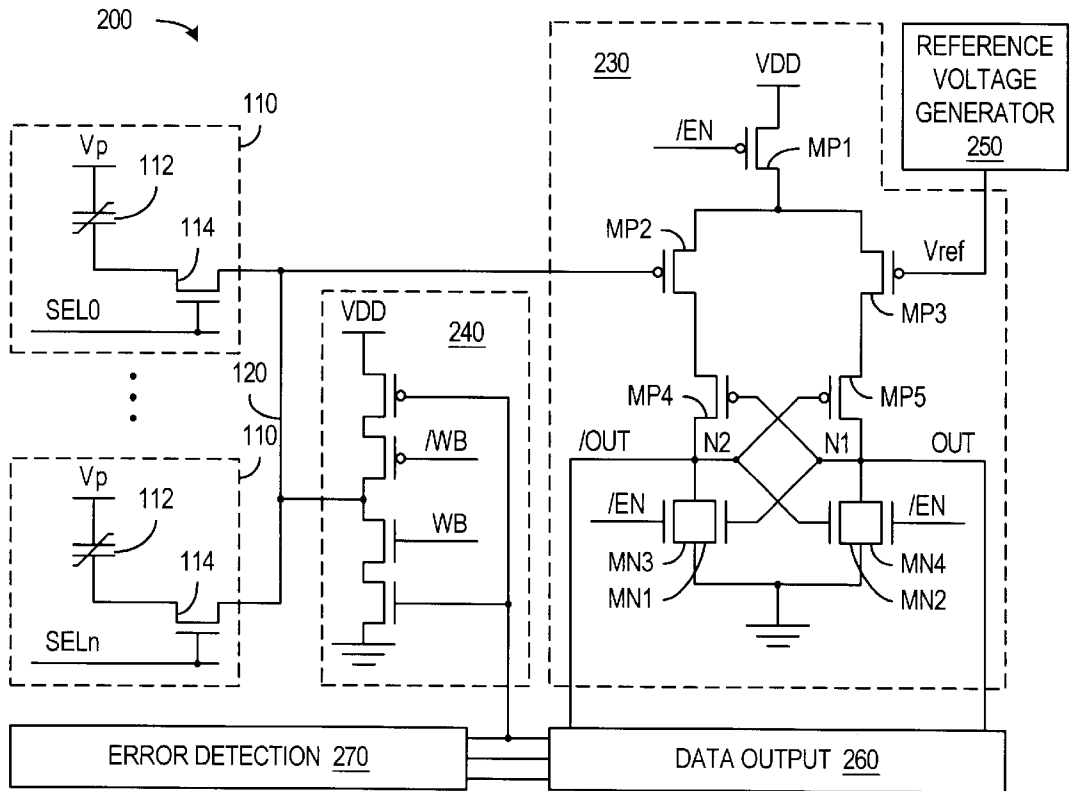 200
230
VDD
REFERENCE
VOLTAGE
GENERATOR
250
110
Vp
112
114
SEL0
/EN
MP1
MP2
Vref
MP3
VDD
240
120
/WB
WB
MP4
MP5
/OUT
N2
N1
OUT
110
Vp
112
114
SELn
/EN
/EN
MN3
MN1
MN4
MN2
ERROR DETECTION 270
DATA OUTPUT 260